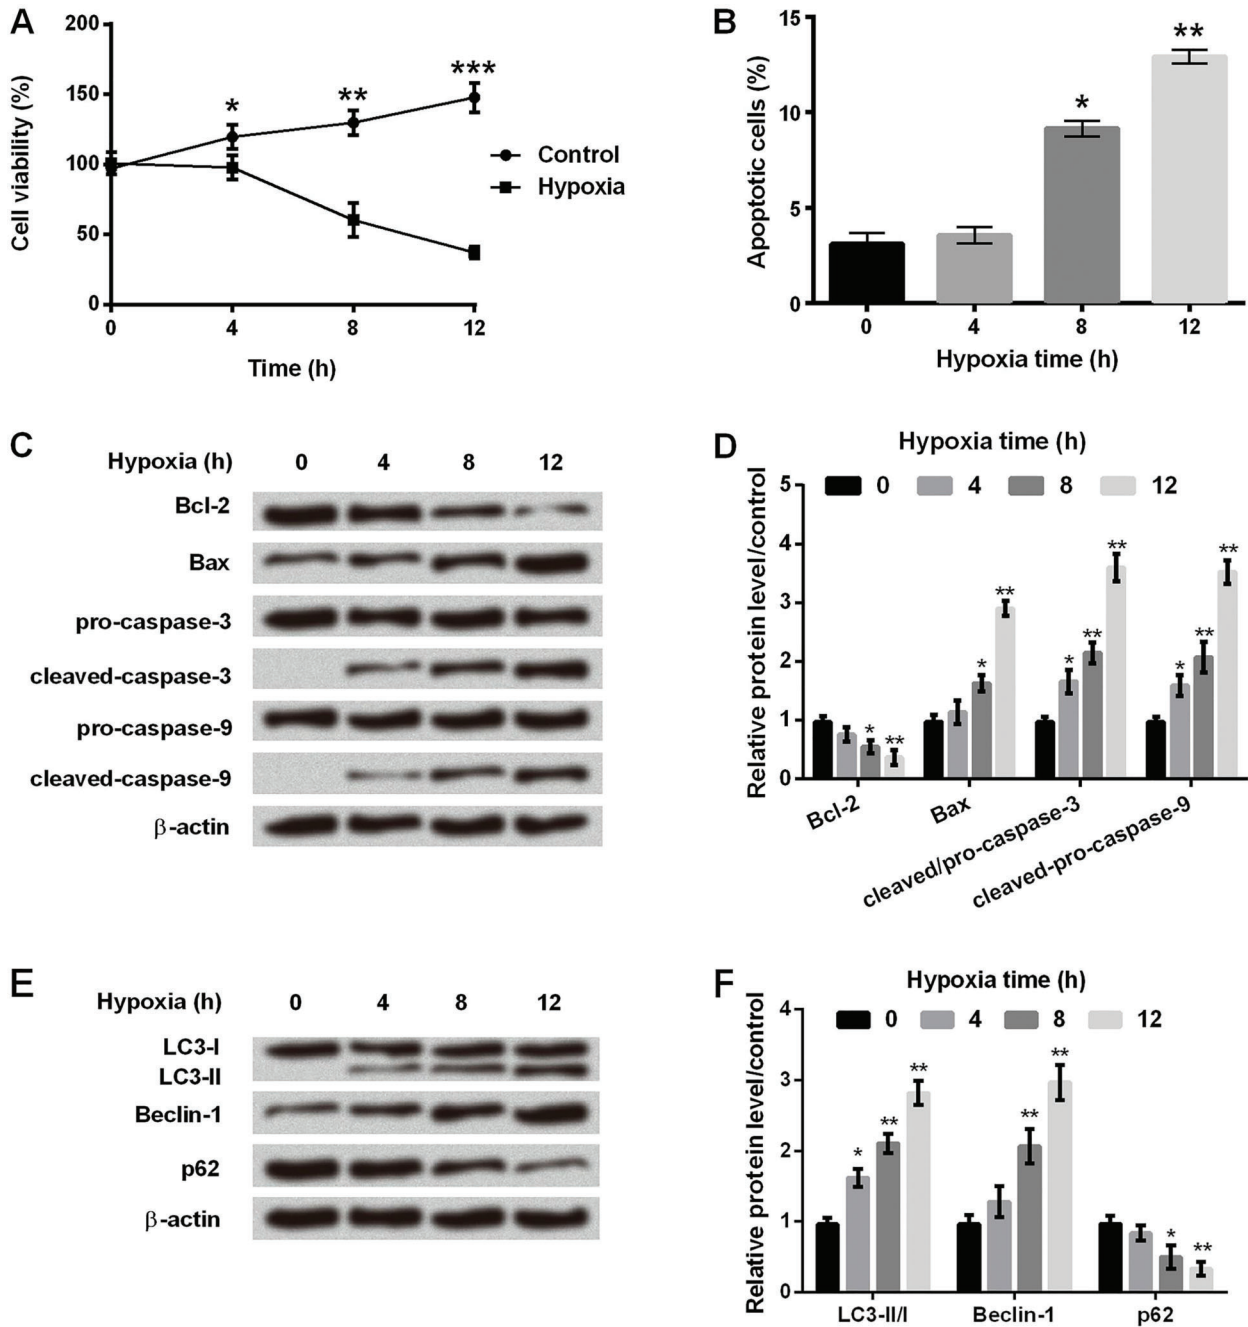 A
200
150
100
50
0
Cell viability (%)
*
**
***
0 4 8 12
Time (h)
Control
Hypoxia
B
15
10
5
0
Apoptotic cells (%)
*
**
0 4 8 12
Hypoxia time (h)
C
Hypoxia (h) 0 4 8 12
Bcl-2
Bax
pro-caspase-3
cleaved-caspase-3
pro-caspase-9
cleaved-caspase-9
β-actin
D
Hypoxia time (h)
0 4 8 12
5
4
3
2
1
0
Relative protein level/control
* **
* **
* ** **
* ** **
Bcl-2 Bax cleaved/pro-caspase-3 cleaved-pro-caspase-9
E
Hypoxia (h) 0 4 8 12
LC3-I
LC3-II
Beclin-1
p62
β-actin
F
Hypoxia time (h)
0 4 8 12
4
3
2
1
0
Relative protein level/control
* ** **
** **
* **
LC3-II/I Beclin-1 p62